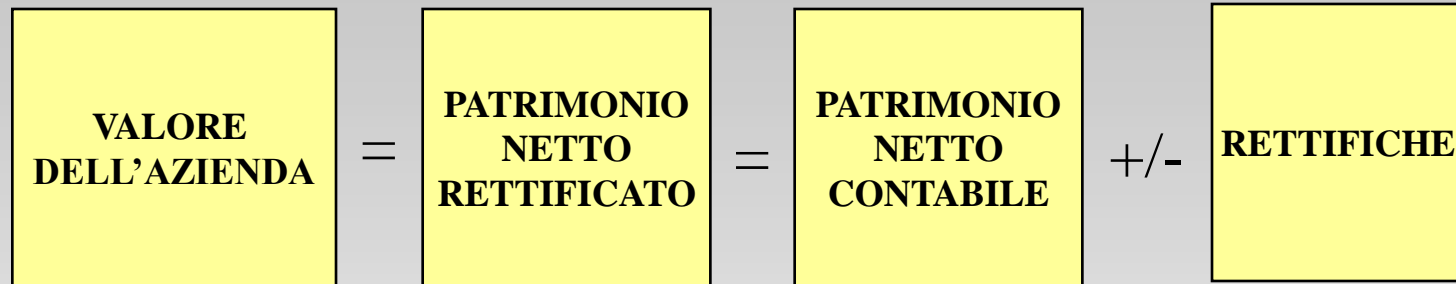 VALORE
DELL’AZIENDA
=
PATRIMONIO
NETTO
RETTIFICATO
=
PATRIMONIO
NETTO
CONTABILE
+/-
RETTIFICHE